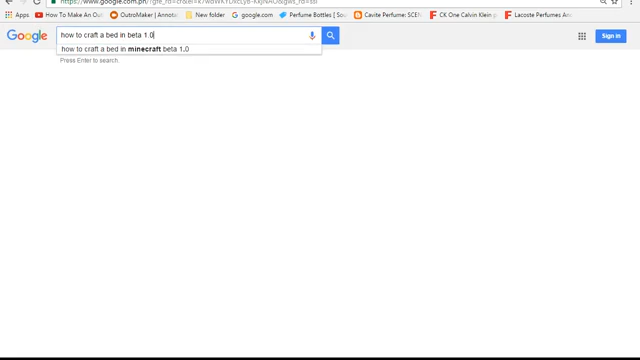 Apps How To Make An Out OutroMaker | Annotat New folder google.com Perfume Bottles | Sou Cavite Perfume: SCEN CK One Calvin Klein p Lacoste Perfumes Am
Google how to craft a bed in beta 1.0 Sign in
how to craft a bed in minecraft beta 1,0
Press Enter to search.